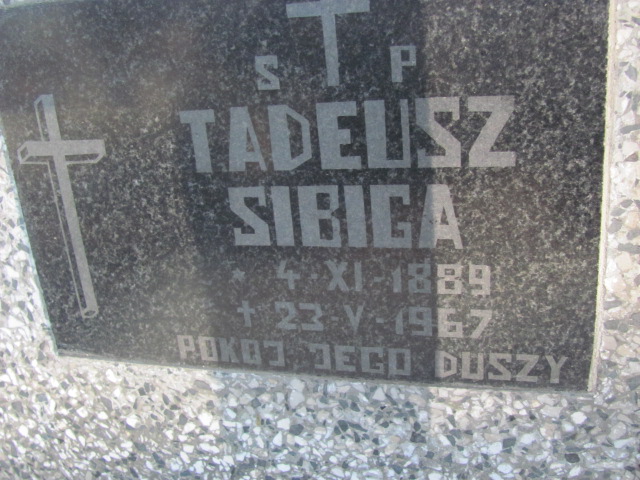 S P
TADEUSZ
SIBIGA
* 4-XI-1889
† 23-V-1967
POKOJ JEGO DUSZY